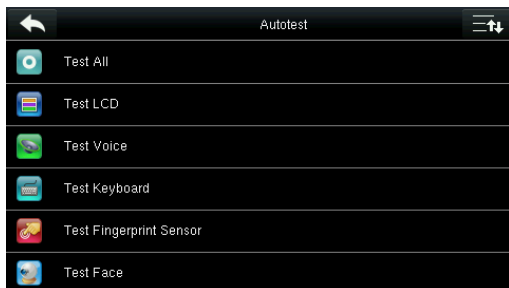 Autotest
Test All
Test LCD
Test Voice
Test Keyboard
Test Fingerprint Sensor
Test Face